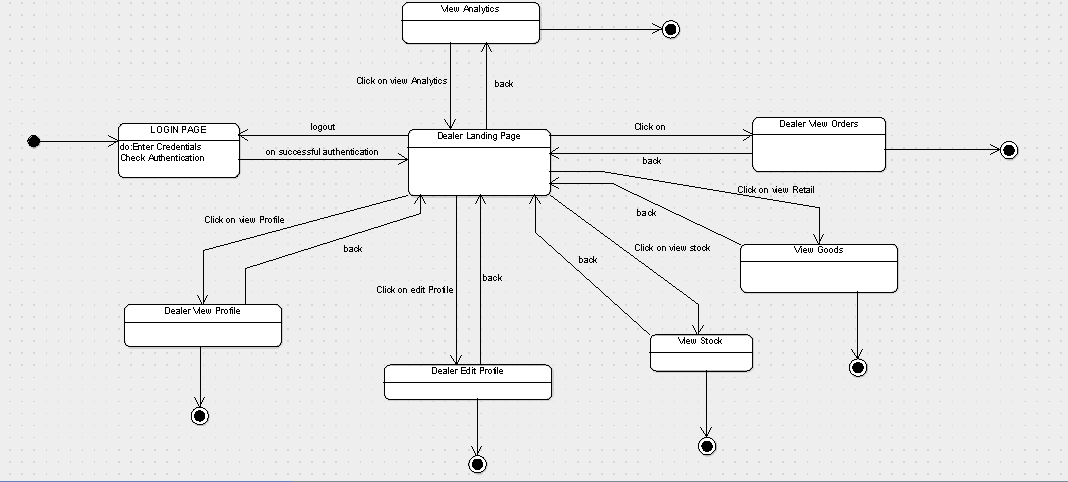 View Analytics
Click on view Analytics
back
LOGIN PAGE
do:Enter Credentials
Check Authentication
logout
on successful authentication
Dealer Landing Page
Click on
back
Dealer View Orders
Click on view Retail
back
View Goods
Click on view Profile
back
Click on view stock
back
Click on edit Profile
back
Dealer View Profile
View Stock
Dealer Edit Profile